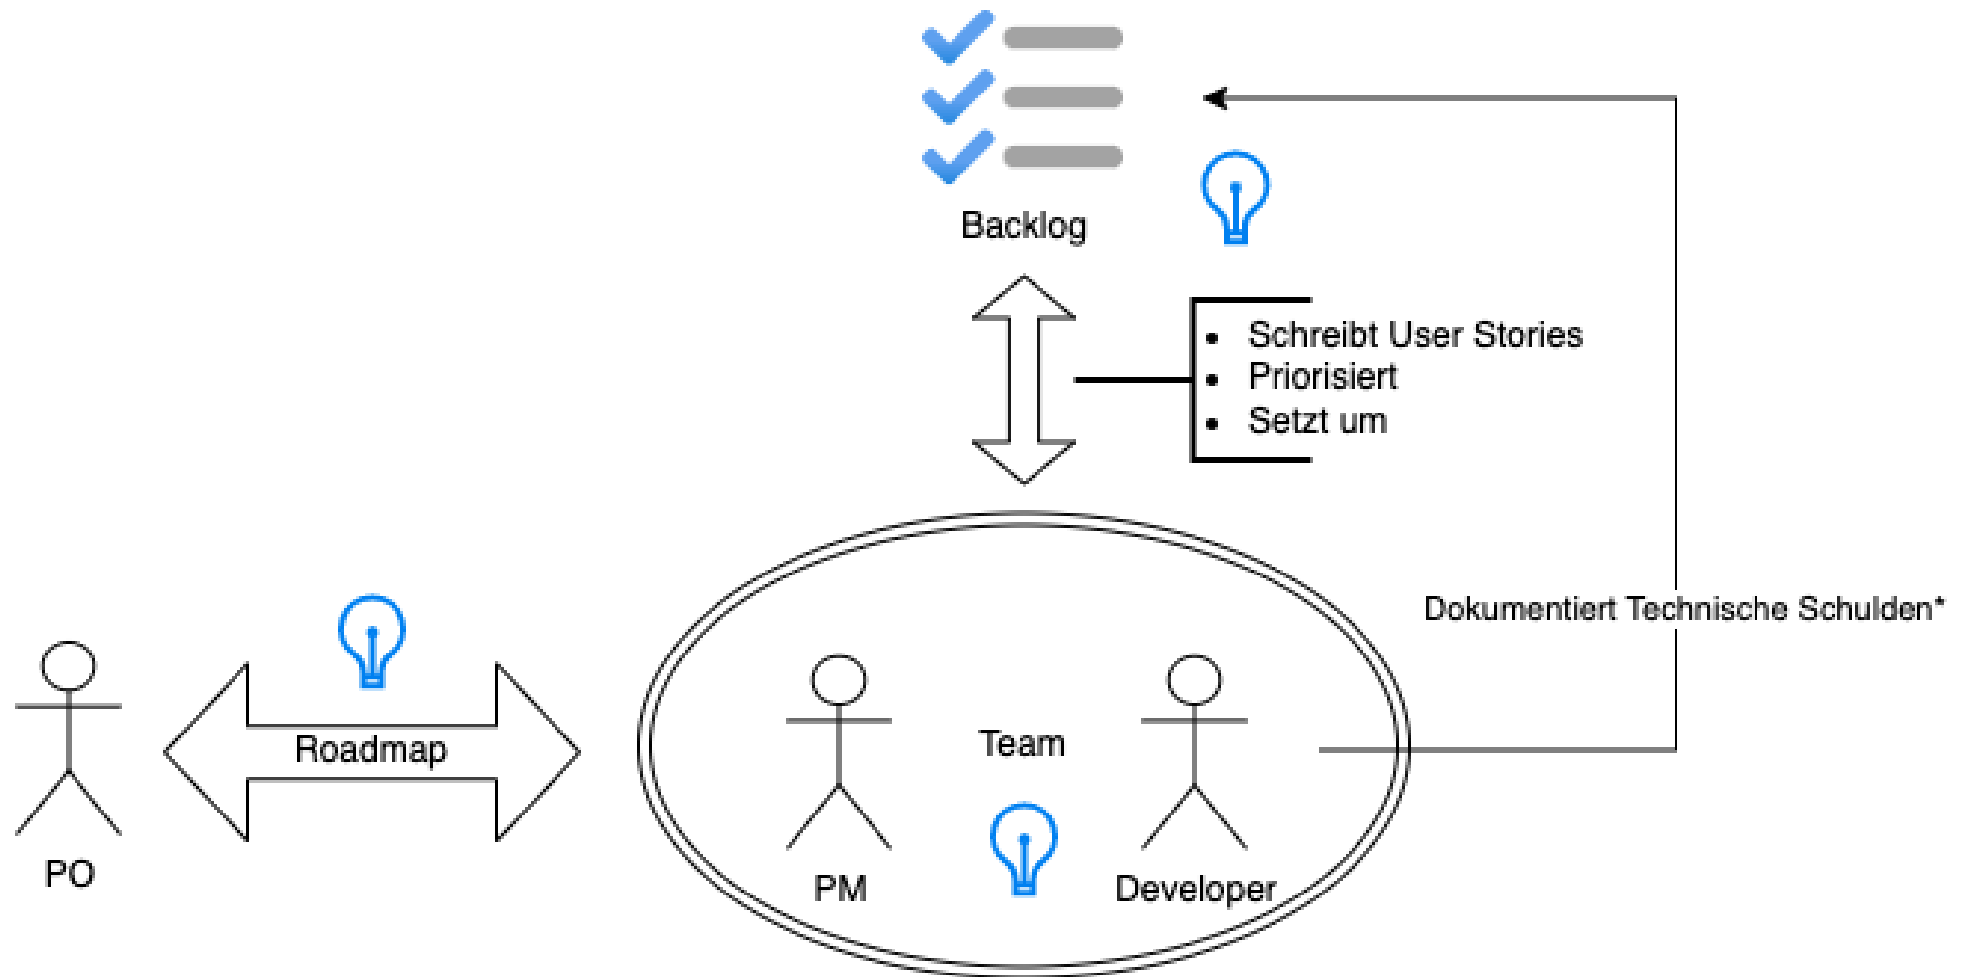 Backlog
• Schreibt User Stories
• Priorisiert
• Setzt um
Dokumentiert Technische Schulden*
Roadmap
Team
PO
PM
Developer